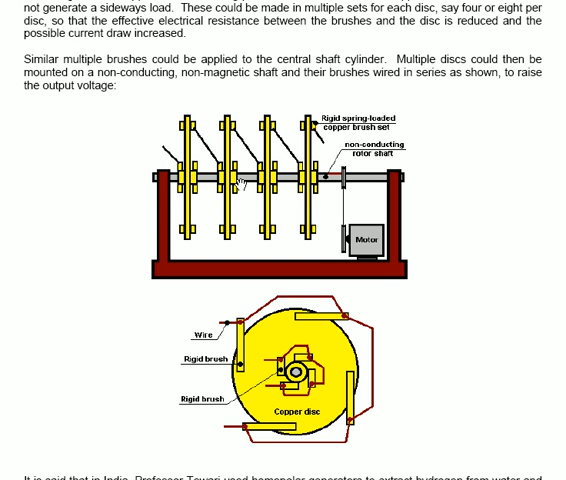 not generate a sideways load.  These could be made in multiple sets for each disc, say four or eight per
disc, so that the effective electrical resistance between the brushes and the disc is reduced and the
possible current draw increased.
Similar multiple brushes could be applied to the central shaft cylinder.  Multiple discs could then be
mounted on a non-conducting, non-magnetic shaft and their brushes wired in series as shown, to raise
the output voltage:
Rigid spring-loaded
copper brush set
non-conducting
rotor shaft
Motor
Wire
Rigid brush
Rigid brush
Copper disc
It is said that in India, Professor Tewari used homopolar generators to extract hydrogen from water and